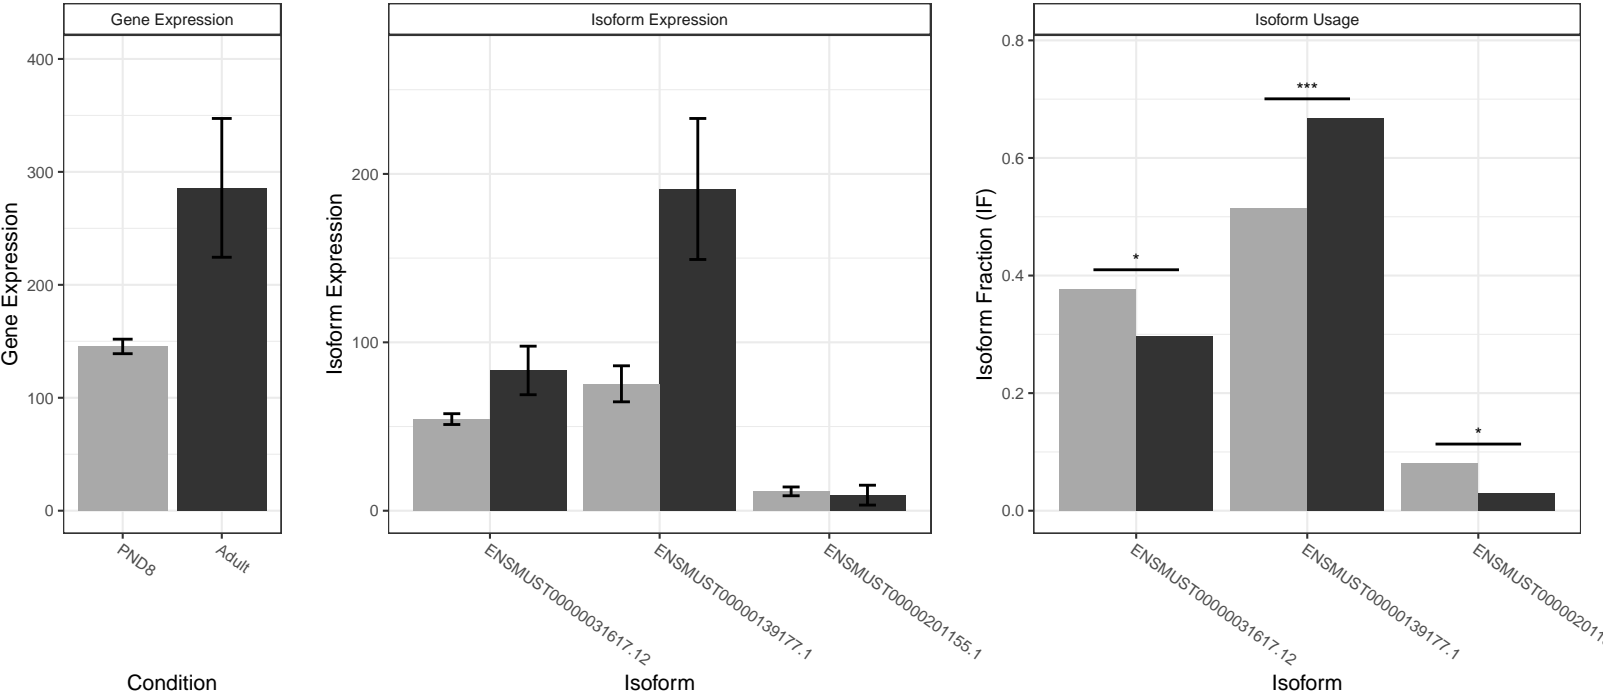 Gene Expression
Isoform Expression
Isoform Usage
Gene Expression
400
300
200
100
0
PND8
Adult
Condition
Isoform Expression
200
100
0
ENSMUST00000031617.12
ENSMUST00000139177.1
ENSMUST00000201155.1
Isoform
Isoform Fraction (IF)
0.8
0.6
0.4
0.2
0.0
*
***
*
ENSMUST00000031617.12
ENSMUST00000139177.1
ENSMUST000002011
Isoform